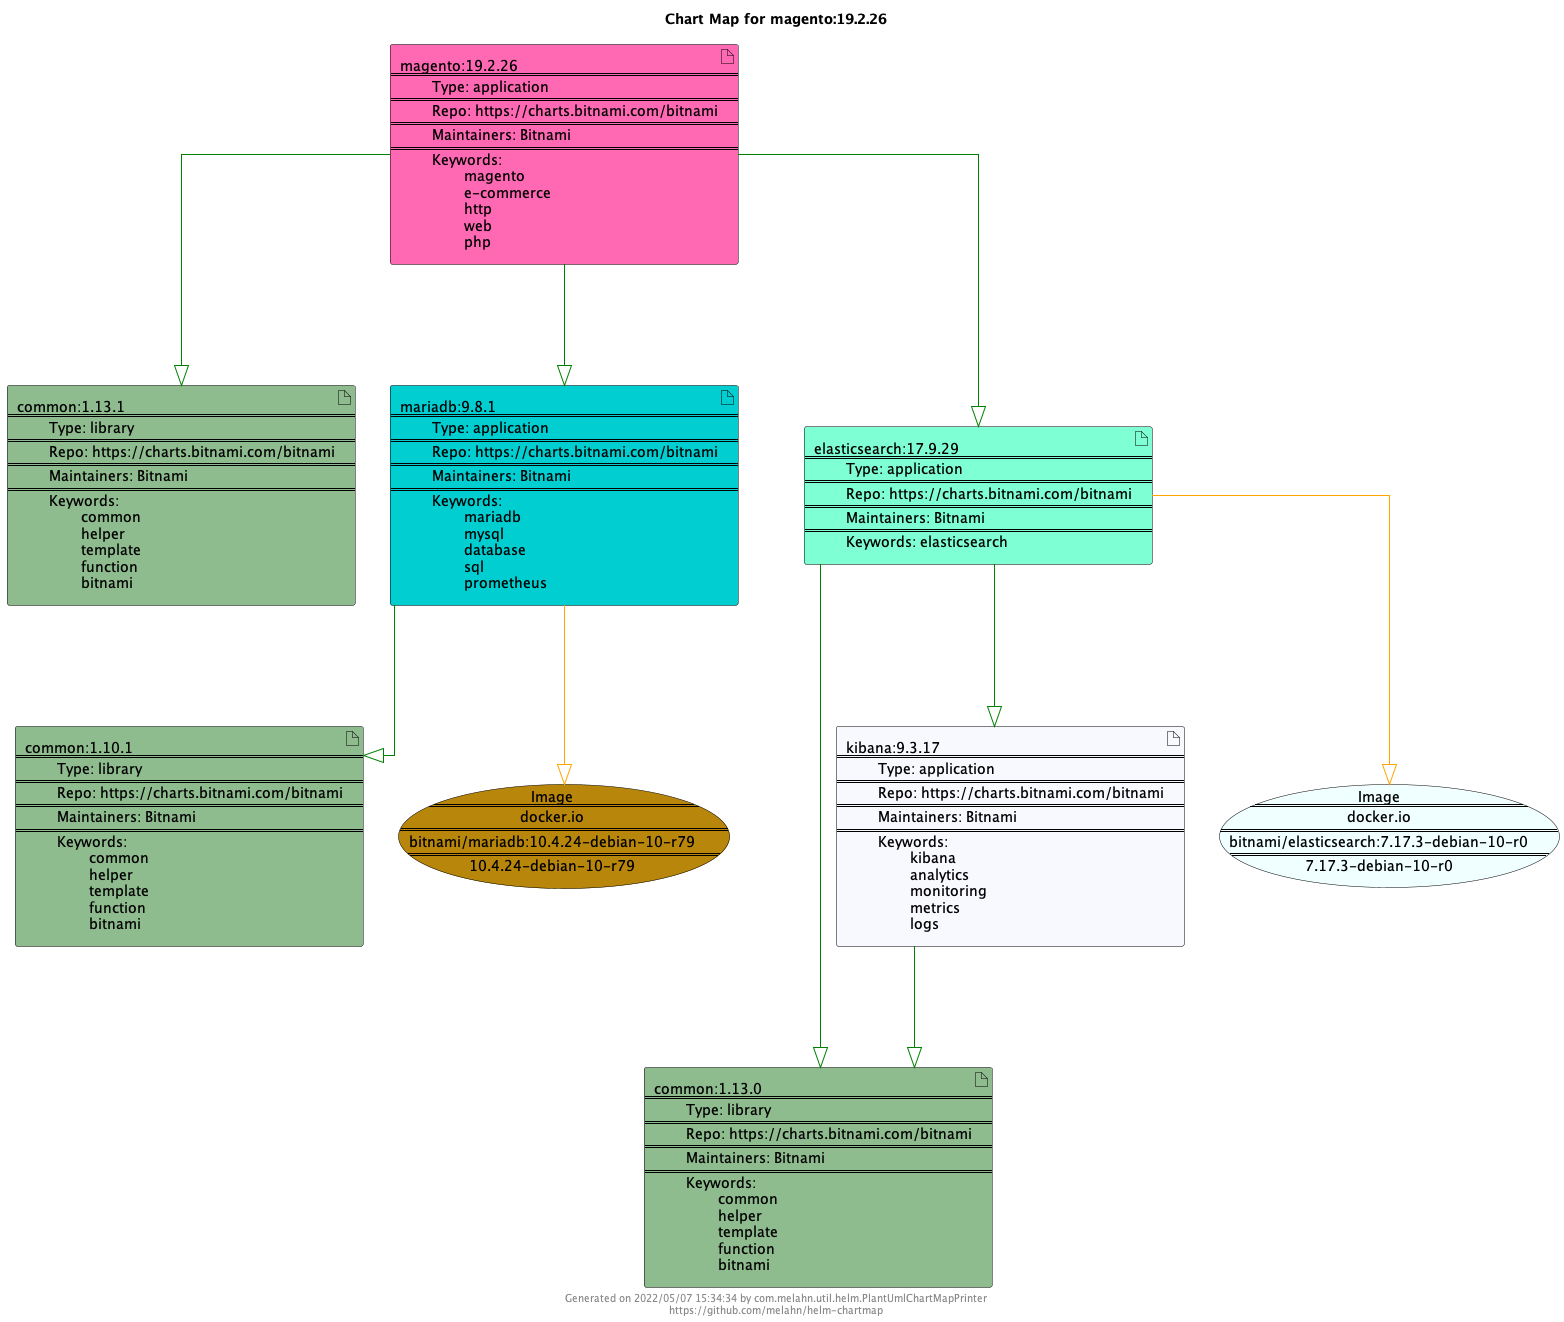 Chart Map for magento:19.2.26
magento:19.2.26
Type: application
Repo: https://charts.bitnami.com/bitnami
Maintainers: Bitnami
Keywords:
magento
e-commerce
http
web
php
common:1.13.1
Type: library
Repo: https://charts.bitnami.com/bitnami
Maintainers: Bitnami
Keywords:
common
helper
template
function
bitnami
mariadb:9.8.1
Type: application
Repo: https://charts.bitnami.com/bitnami
Maintainers: Bitnami
Keywords:
mariadb
mysql
database
sql
prometheus
elasticsearch:17.9.29
Type: application
Repo: https://charts.bitnami.com/bitnami
Maintainers: Bitnami
Keywords: elasticsearch
common:1.10.1
Type: library
Repo: https://charts.bitnami.com/bitnami
Maintainers: Bitnami
Keywords:
common
helper
template
function
bitnami
Image
docker.io
bitnami/mariadb:10.4.24-debian-10-r79
10.4.24-debian-10-r79
kibana:9.3.17
Type: application
Repo: https://charts.bitnami.com/bitnami
Maintainers: Bitnami
Keywords:
kibana
analytics
monitoring
metrics
logs
Image
docker.io
bitnami/elasticsearch:7.17.3-debian-10-r0
7.17.3-debian-10-r0
common:1.13.0
Type: library
Repo: https://charts.bitnami.com/bitnami
Maintainers: Bitnami
Keywords:
common
helper
template
function
bitnami
Generated on 2022/05/07 15:34:34 by com.melahn.util.helm.PlantUmlChartMapPrinter
https://github.com/melahn/helm-chartmap